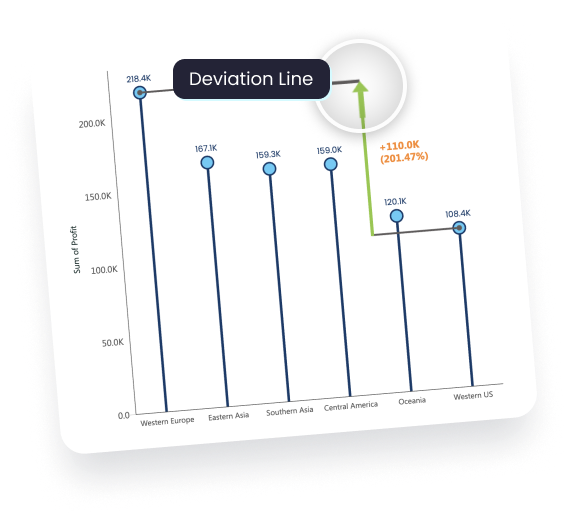 Deviation Line
218.4K
200.0K
167.1K
159.3K
159.0K
+110.0K
(201.47%)
150.0K
120.1K
108.4K
Sum of Profit
100.0K
50.0K
0.0
Western Europe
Eastern Asia
Southern Asia
Central America
Oceania
Western US